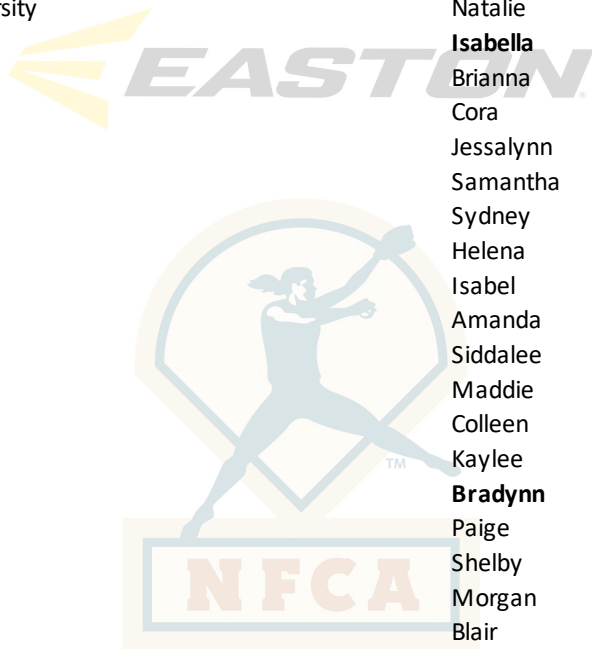 rsity
Natalie
EASTON
Isabella
Brianna
Cora
Jessalynn
Samantha
Sydney
Helena
Isabel
Amanda
Siddalee
Maddie
Colleen
Kaylee
TM
Bradynn
Paige
Shelby
NFCA
Morgan
Blair